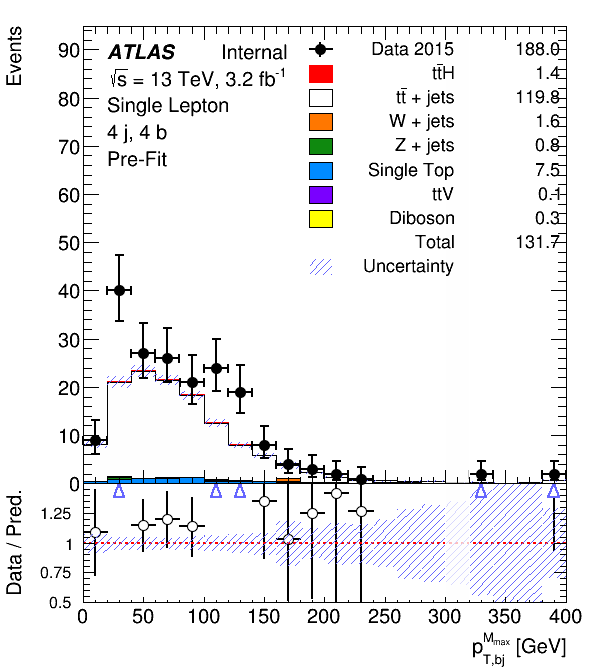 Events
ATLAS Internal
√s = 13 TeV, 3.2 fb⁻¹
Single Lepton
4 j, 4 b
Pre-Fit
Data 2015 188.0
tt̄H 1.4
tt̄ + jets 119.8
W + jets 1.6
Z + jets 0.8
Single Top 7.5
ttV 0.1
Diboson 0.3
Total 131.7
Uncertainty
90
80
70
60
50
40
30
20
10
0
Data / Pred.
1.25
1
0.75
0.5
0 50 100 150 200 250 300 350 400
p_{T,bj}^{M_{max}} [GeV]